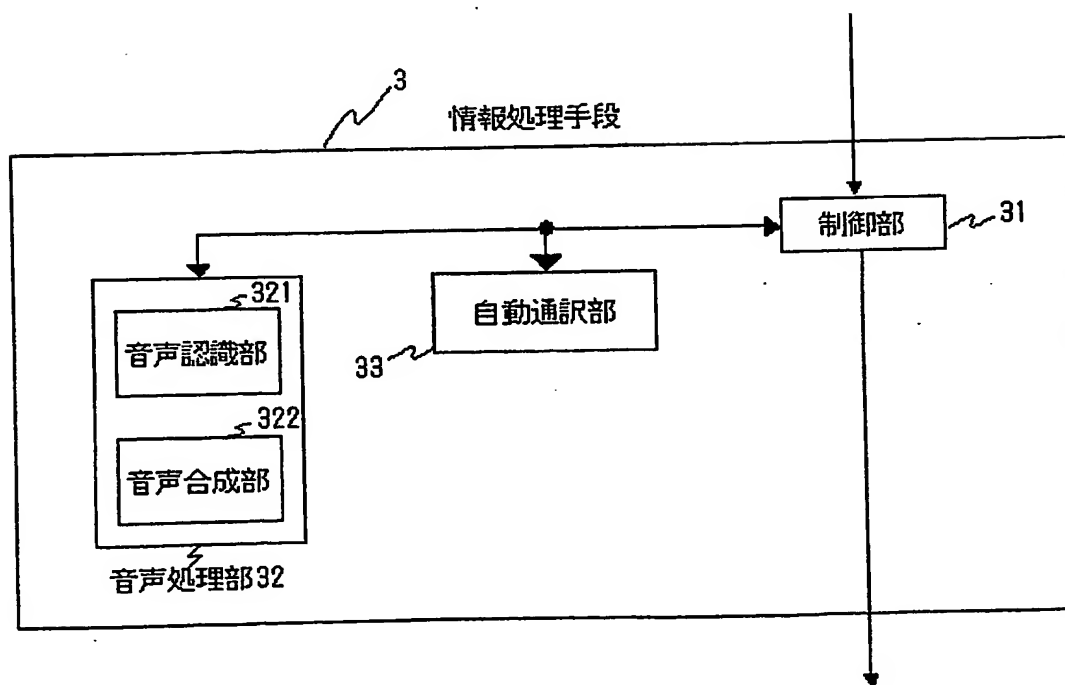 3
情報処理手段
制御部
31
321
音声認識部
自動通訳部
33
322
音声合成部
音声処理部32